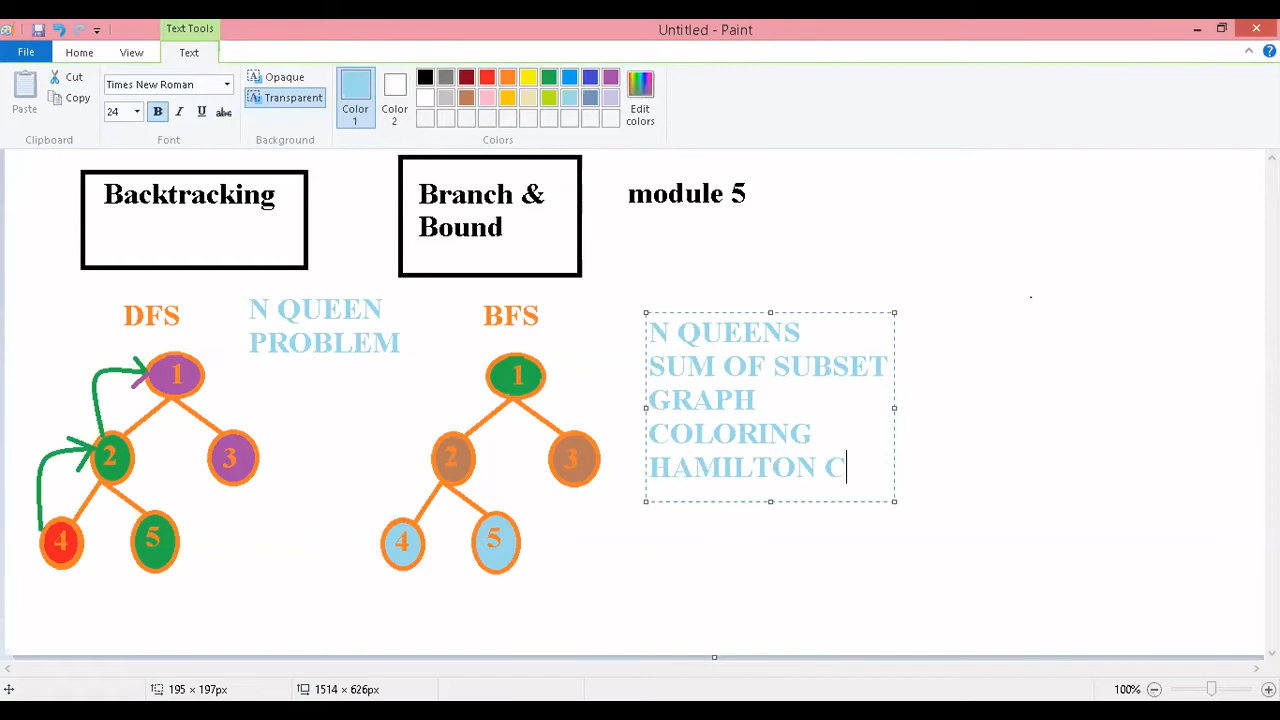 Text Tools
Untitled - Paint
File
Home
View
Text
Paste
Cut
Copy
Clipboard
Times New Roman
24
B
I
U
abc
Font
Opaque
Transparent
Background
Color
1
Color
2
Edit
colors
Colors
Backtracking
Branch &
Bound
module 5
DFS
N QUEEN
PROBLEM
BFS
N QUEENS
SUM OF SUBSET
GRAPH
COLORING
HAMILTON C
1
2
3
4
5
1
2
3
4
5
195 × 197px
1514 × 626px
100%